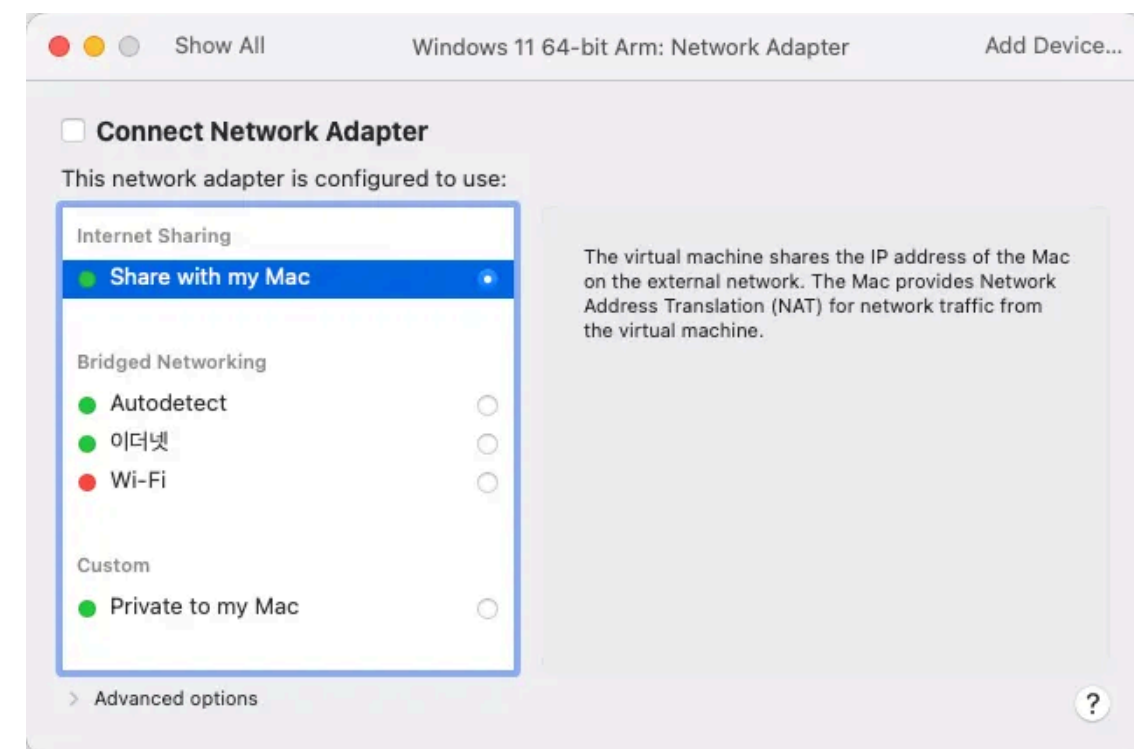 Show All
Windows 11 64-bit Arm: Network Adapter
Add Device...
Connect Network Adapter
This network adapter is configured to use:
Internet Sharing
Share with my Mac
Bridged Networking
Autodetect
이더넷
Wi-Fi
Custom
Private to my Mac
Advanced options
The virtual machine shares the IP address of the Mac
on the external network. The Mac provides Network
Address Translation (NAT) for network traffic from
the virtual machine.
?